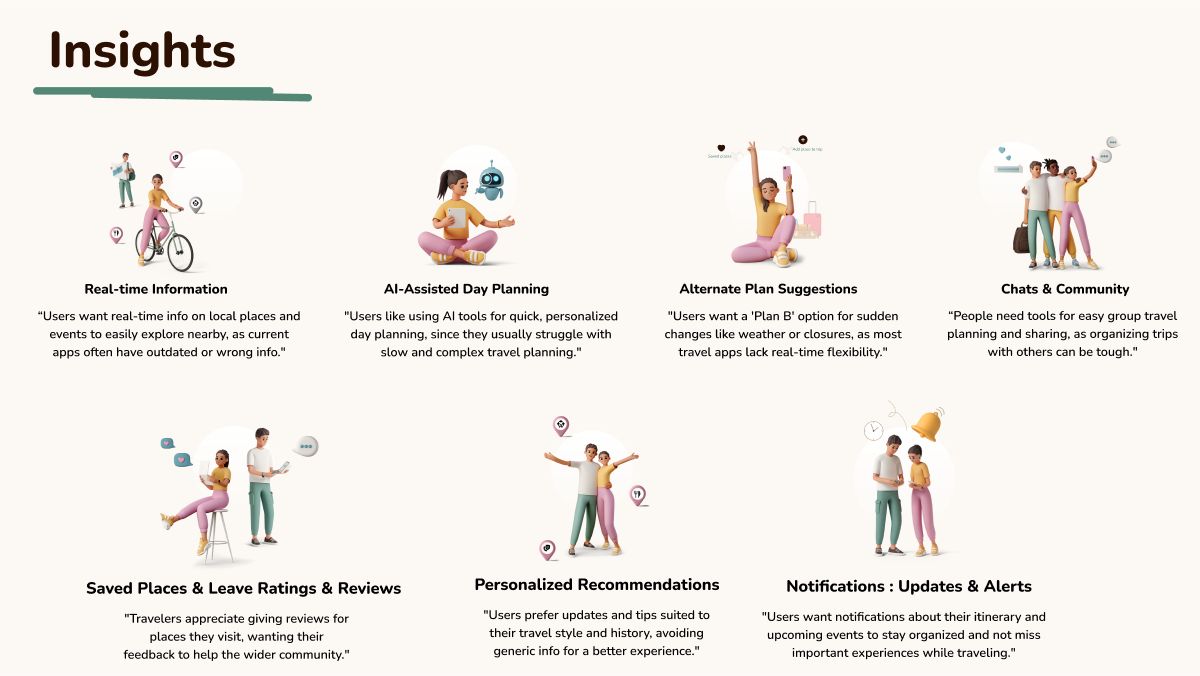 Insights
Saved places
Add place to trip
Real-time Information
“Users want real-time info on local places and
events to easily explore nearby, as current
apps often have outdated or wrong info."
AI-Assisted Day Planning
"Users like using AI tools for quick, personalized
day planning, since they usually struggle with
slow and complex travel planning."
Alternate Plan Suggestions
"Users want a 'Plan B' option for sudden
changes like weather or closures, as most
travel apps lack real-time flexibility."
Chats & Community
“People need tools for easy group travel
planning and sharing, as organizing trips
with others can be tough."
Saved Places & Leave Ratings & Reviews
"Travelers appreciate giving reviews for
places they visit, wanting their
feedback to help the wider community."
Personalized Recommendations
"Users prefer updates and tips suited to
their travel style and history, avoiding
generic info for a better experience."
Notifications : Updates & Alerts
"Users want notifications about their itinerary and
upcoming events to stay organized and not miss
important experiences while traveling."